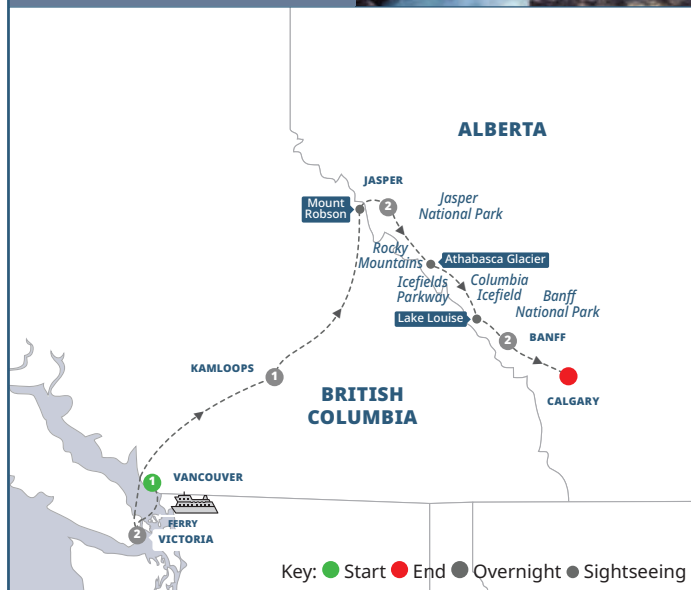 ALBERTA
JASPER
2
Mount
Robson
Jasper
National Park
Rocky
Mountains
Athabasca Glacier
Icefields
Parkway
Columbia
Icefield
Lake Louise
Banff
National Park
2
BANFF
KAMLOOPS
1
CALGARY
BRITISH
COLUMBIA
1
VANCOUVER
FERRY
2
VICTORIA
Key: Start End Overnight Sightseeing